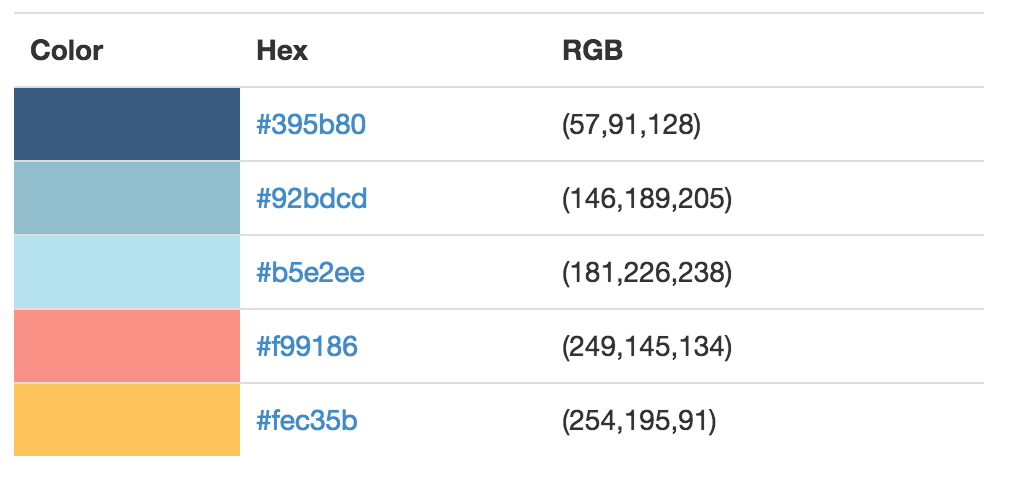 Color Hex RGB
#395b80 (57,91,128)
#92bdcd (146,189,205)
#b5e2ee (181,226,238)
#f99186 (249,145,134)
#fec35b (254,195,91)